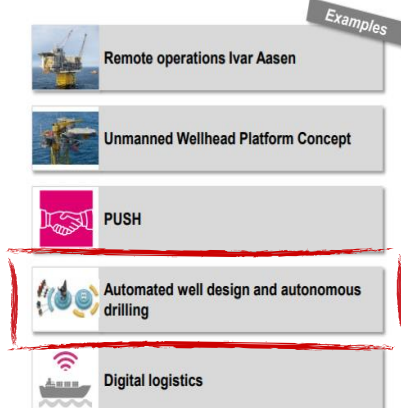 Examples
Remote operations Ivar Aasen
Unmanned Wellhead Platform Concept
PUSH
Automated well design and autonomous
drilling
Digital logistics